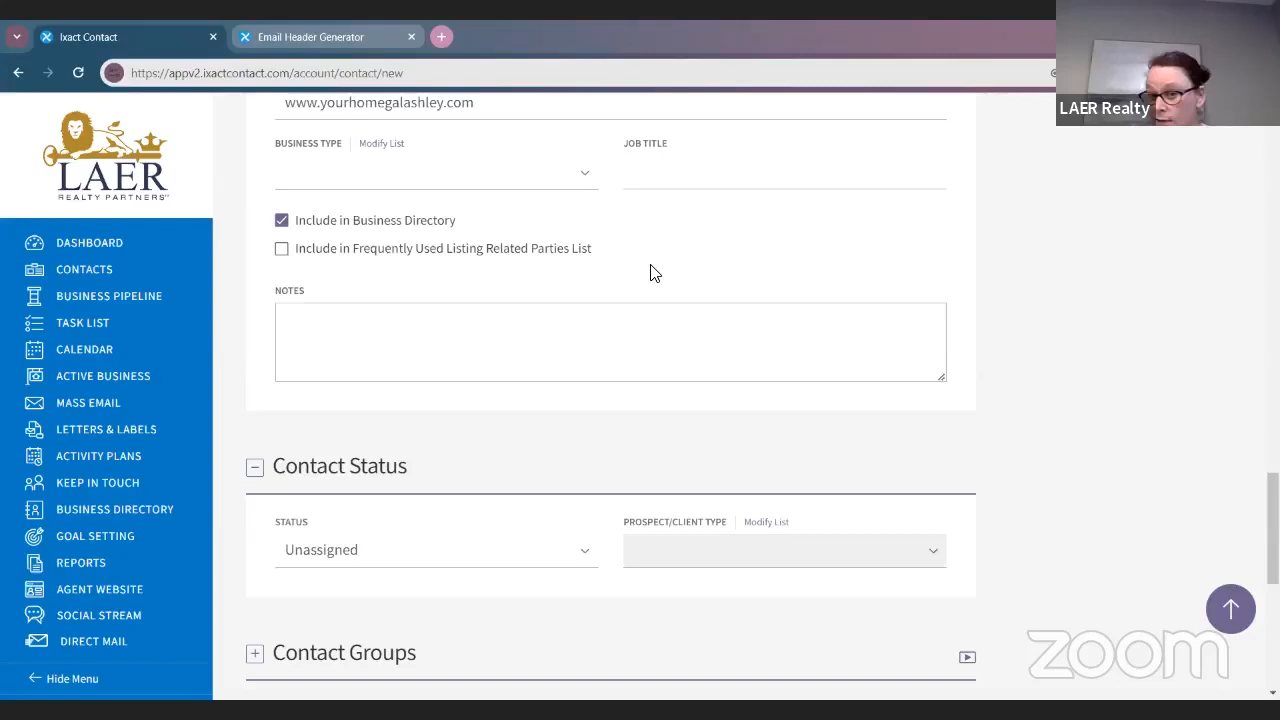 Ixact Contact
Email Header Generator
https://appv2.ixactcontact.com/account/contact/new
LAER Realty
LAER
REALTY PARTNERS™
DASHBOARD
CONTACTS
BUSINESS PIPELINE
TASK LIST
CALENDAR
ACTIVE BUSINESS
MASS EMAIL
LETTERS & LABELS
ACTIVITY PLANS
KEEP IN TOUCH
BUSINESS DIRECTORY
GOAL SETTING
REPORTS
AGENT WEBSITE
SOCIAL STREAM
DIRECT MAIL
Hide Menu
www.yourhomegalashley.com
BUSINESS TYPE Modify List JOB TITLE
Include in Business Directory
Include in Frequently Used Listing Related Parties List
NOTES
Contact Status
STATUS PROSPECT/CLIENT TYPE Modify List
Unassigned
Contact Groups
zoom